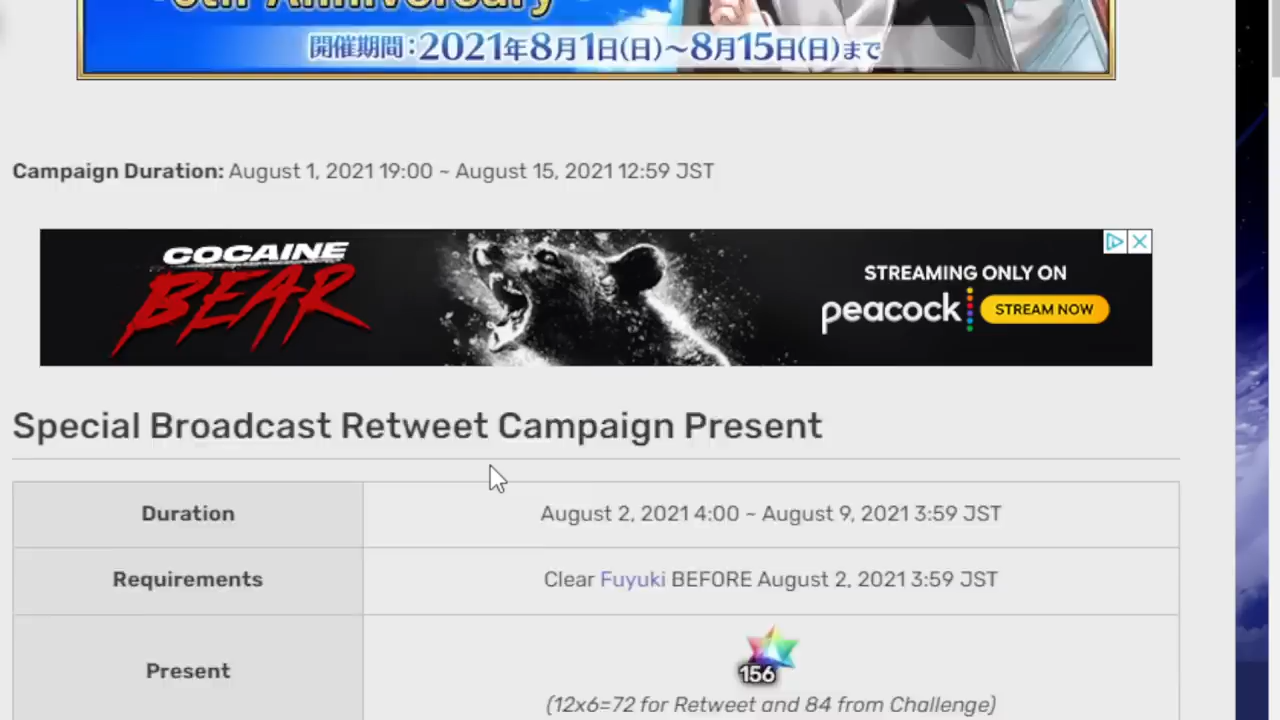 Anniversary
開催期間:2021年8月1日(日)~8月15日(日)まで
Campaign Duration: August 1, 2021 19:00 ~ August 15, 2021 12:59 JST
COCAINE
BEAR
STREAMING ONLY ON
peacock
STREAM NOW
Special Broadcast Retweet Campaign Present
Duration
August 2, 2021 4:00 ~ August 9, 2021 3:59 JST
Requirements
Clear Fuyuki BEFORE August 2, 2021 3:59 JST
Present
156
(12x6=72 for Retweet and 84 from Challenge)